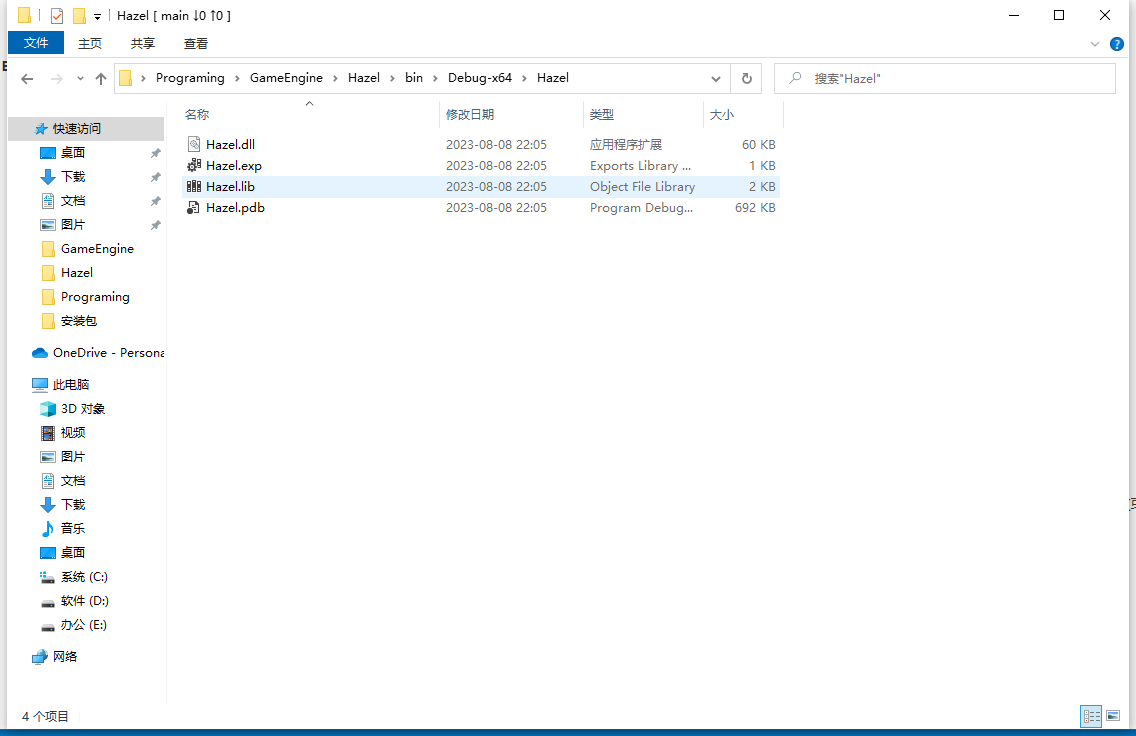 Hazel [ main ↓0 ↑0 ]
文件 主页 共享 查看
Programing › GameEngine › Hazel › bin › Debug-x64 › Hazel
搜索"Hazel"
名称 修改日期 类型 大小
Hazel.dll 2023-08-08 22:05 应用程序扩展 60 KB
Hazel.exp 2023-08-08 22:05 Exports Library ... 1 KB
Hazel.lib 2023-08-08 22:05 Object File Library 2 KB
Hazel.pdb 2023-08-08 22:05 Program Debug... 692 KB
快速访问
桌面
下载
文档
图片
GameEngine
Hazel
Programing
安装包
OneDrive - Persona
此电脑
3D 对象
视频
图片
文档
下载
音乐
桌面
系统 (C:)
软件 (D:)
办公 (E:)
网络
4 个项目